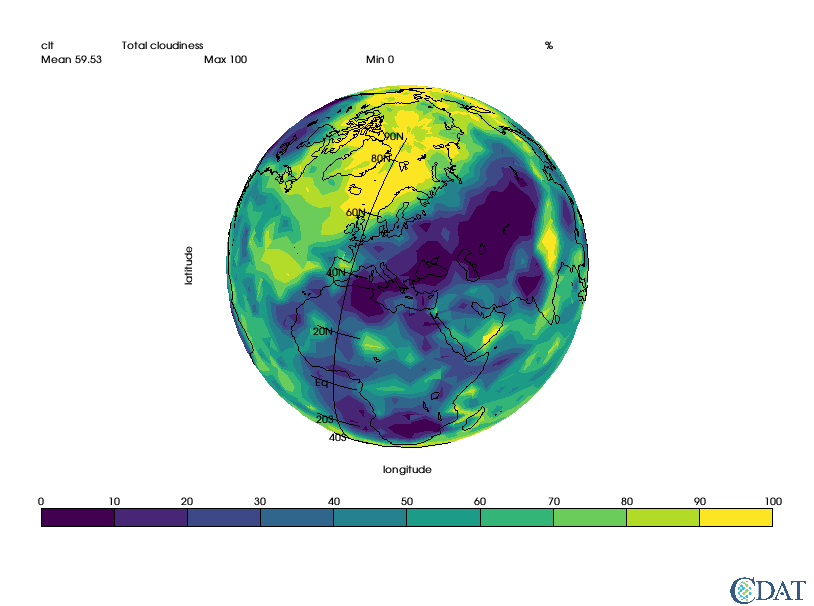 clt Total cloudiness %
Mean 59.53 Max 100 Min 0
90N
80N
60N
40N
20N
Eq
20S
40S
latitude
longitude
0 10 20 30 40 50 60 70 80 90 100
CDAT